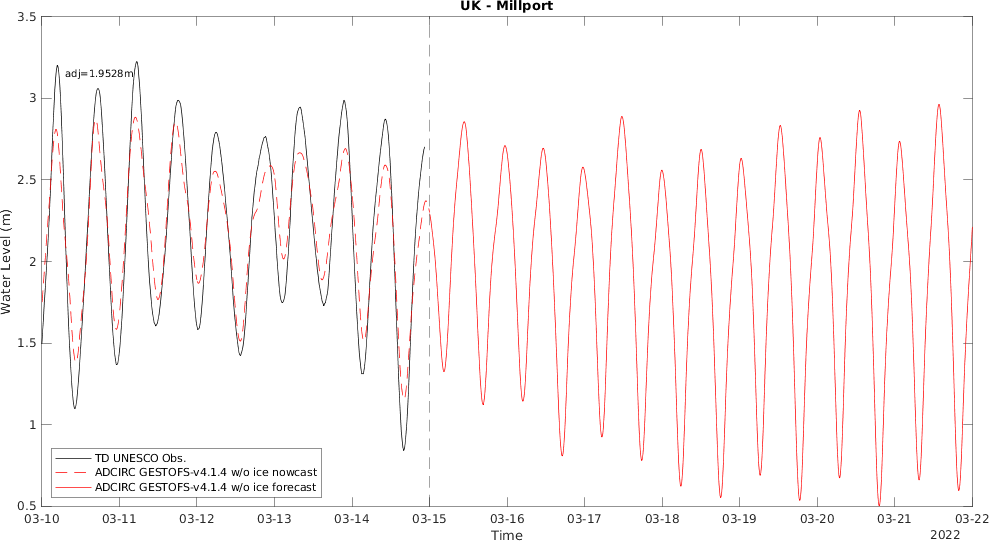 UK - Millport
adj=1.9528m
3.5
3
2.5
2
1.5
1
0.5
Water Level (m)
TD UNESCO Obs.
ADCIRC GESTOFS-v4.1.4 w/o ice nowcast
ADCIRC GESTOFS-v4.1.4 w/o ice forecast
03-10 03-11 03-12 03-13 03-14 03-15 03-16 03-17 03-18 03-19 03-20 03-21 03-22
Time
2022